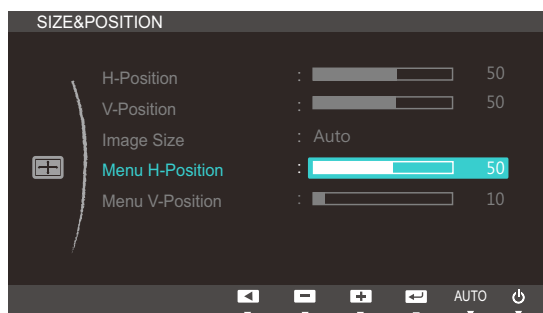 SIZE&POSITION
H-Position : 50
V-Position : 50
Image Size : Auto
Menu H-Position : 50
Menu V-Position : 10
AUTO